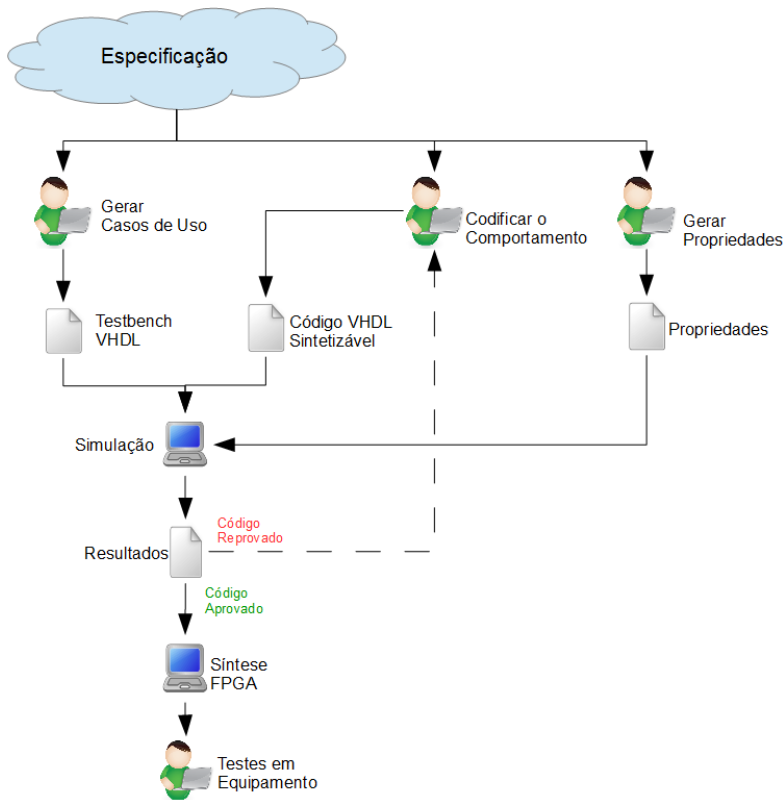 Especificação
Gerar
Casos de Uso
Codificar o
Comportamento
Gerar
Propriedades
Testbench
VHDL
Código VHDL
Sintetizável
Propriedades
Simulação
Código
Reprovado
Resultados
Código
Aprovado
Síntese
FPGA
Testes em
Equipamento